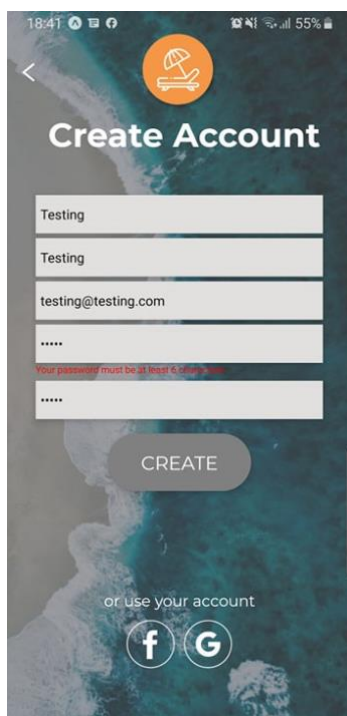 18:41 55%
Create Account
Testing
Testing
testing@testing.com
•••••
Your password must be at least 6 characters
•••••
CREATE
or use your account
f G